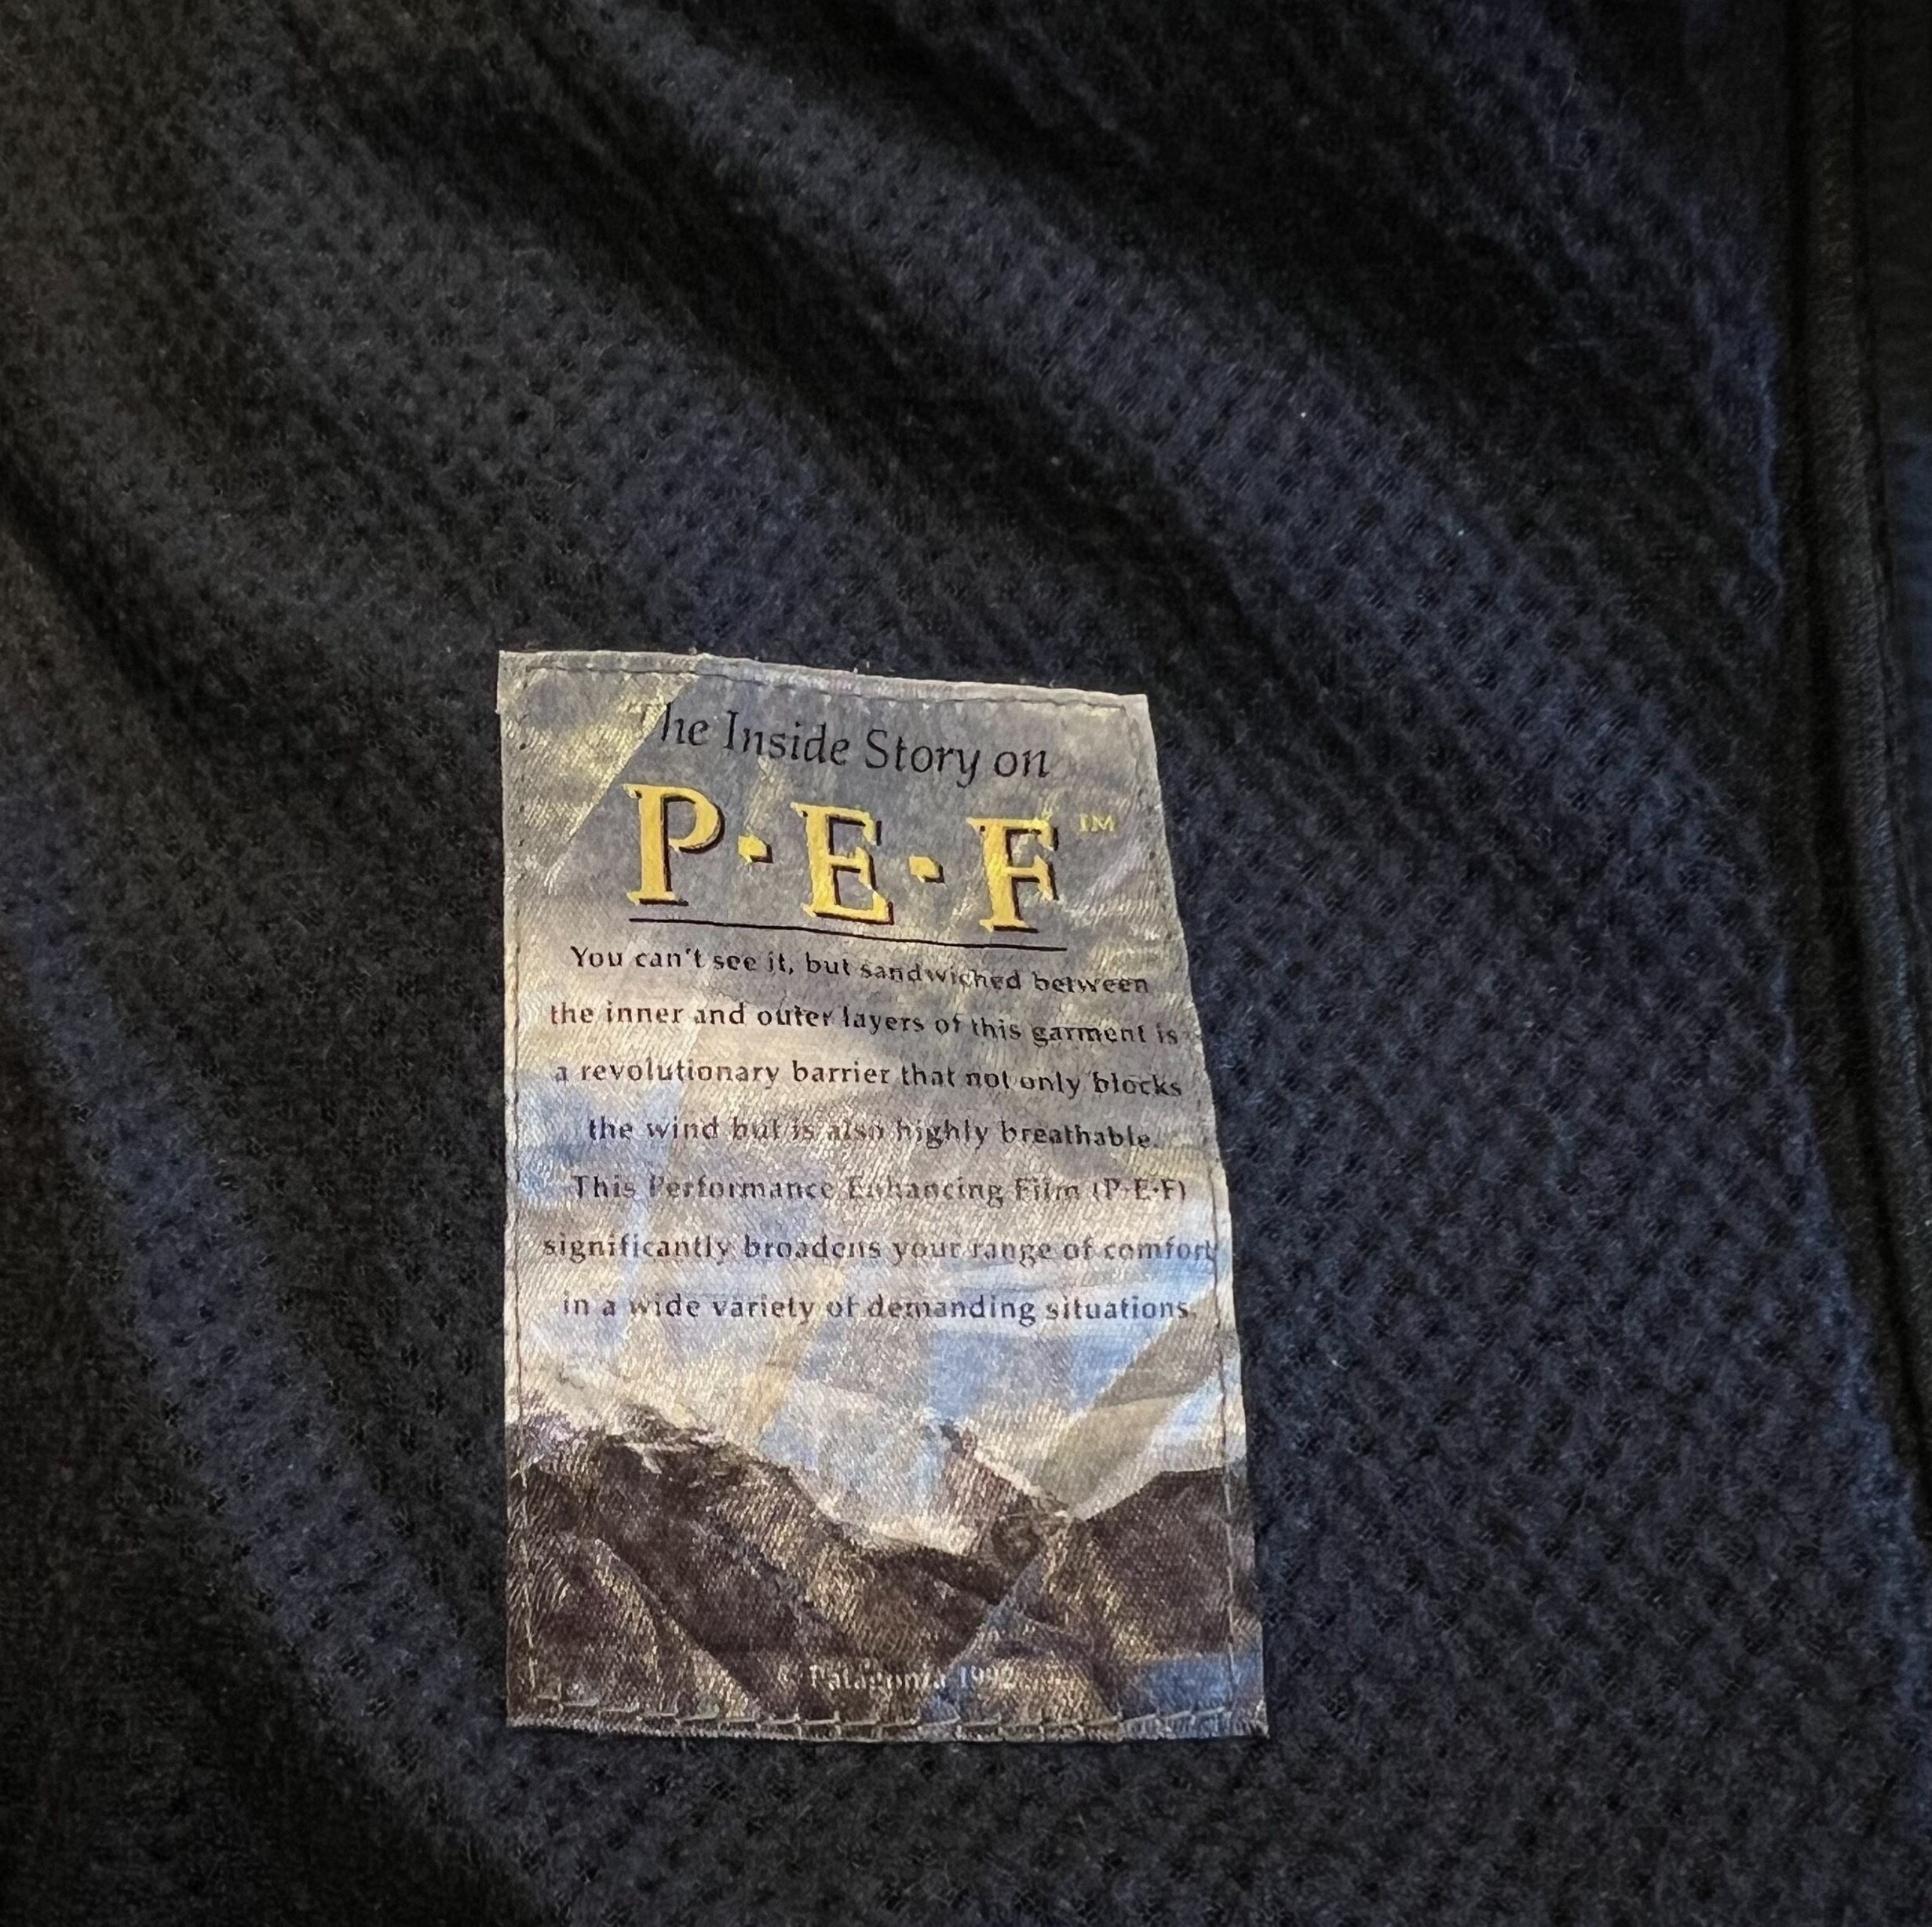 The Inside Story on
P·E·F™
You can't see it, but sandwiched between
the inner and outer layers of this garment is
a revolutionary barrier that not only blocks
the wind but is also highly breathable.
This Performance Enhancing Film (P·E·F)
significantly broadens your range of comfort
in a wide variety of demanding situations.
© Patagonia 1992